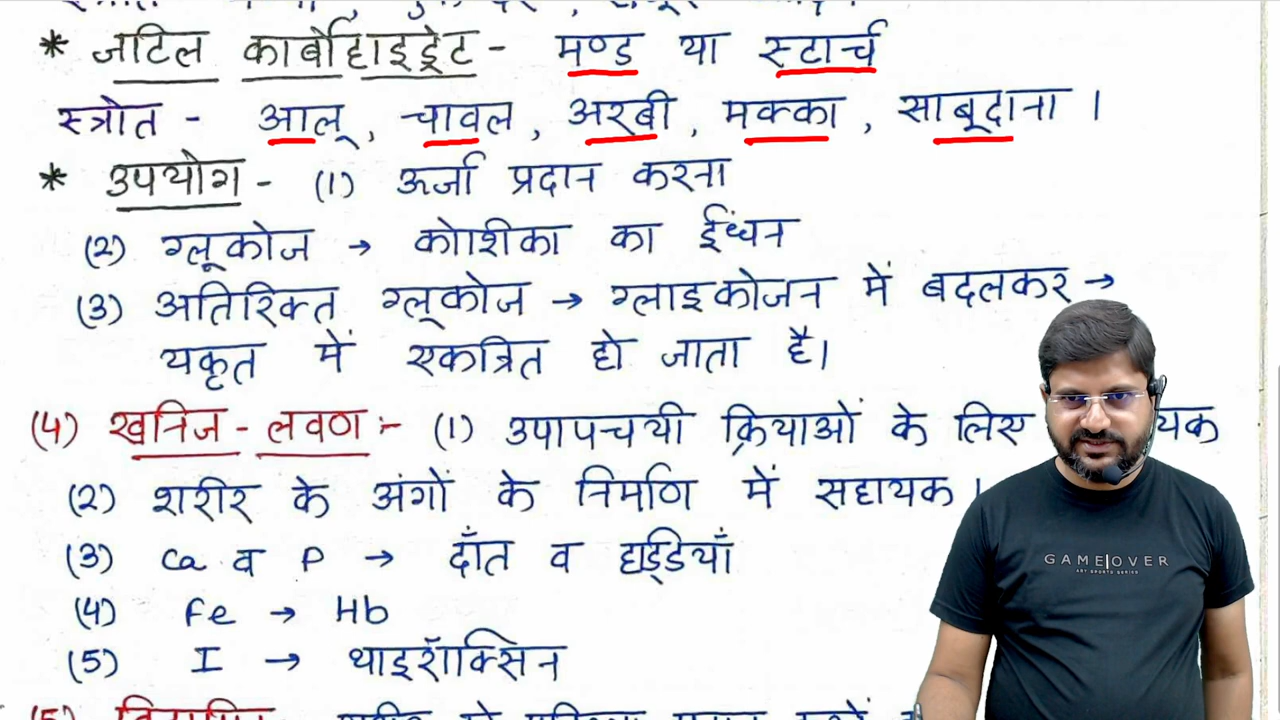 * जटिल कार्बोहाइड्रेट - मण्ड या स्टार्च
स्त्रोत - आलू, चावल, अरबी, मक्का, साबूदाना ।
* उपयोग - (1) ऊर्जा प्रदान करना
(2) ग्लूकोज → कोशिका का ईंधन
(3) अतिरिक्त ग्लूकोज → ग्लाइकोजन में बदलकर →
यकृत में एकत्रित हो जाता है।
(4) खनिज - लवण :- (1) उपापचयी क्रियाओं के लिए यक
(2) शरीर के अंगों के निर्माण में सहायक ।
(3) Ca व P → दाँत व हड्डियाँ
(4) Fe → Hb
(5) I → थाइरॉक्सिन
GAME|OVER